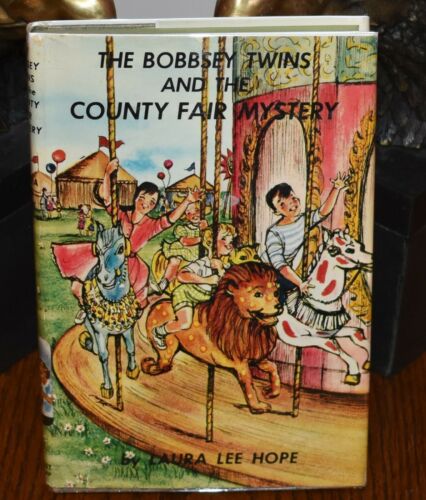 THE BOBBSEY TWINS
AND THE
COUNTY FAIR MYSTERY
by LAURA LEE HOPE